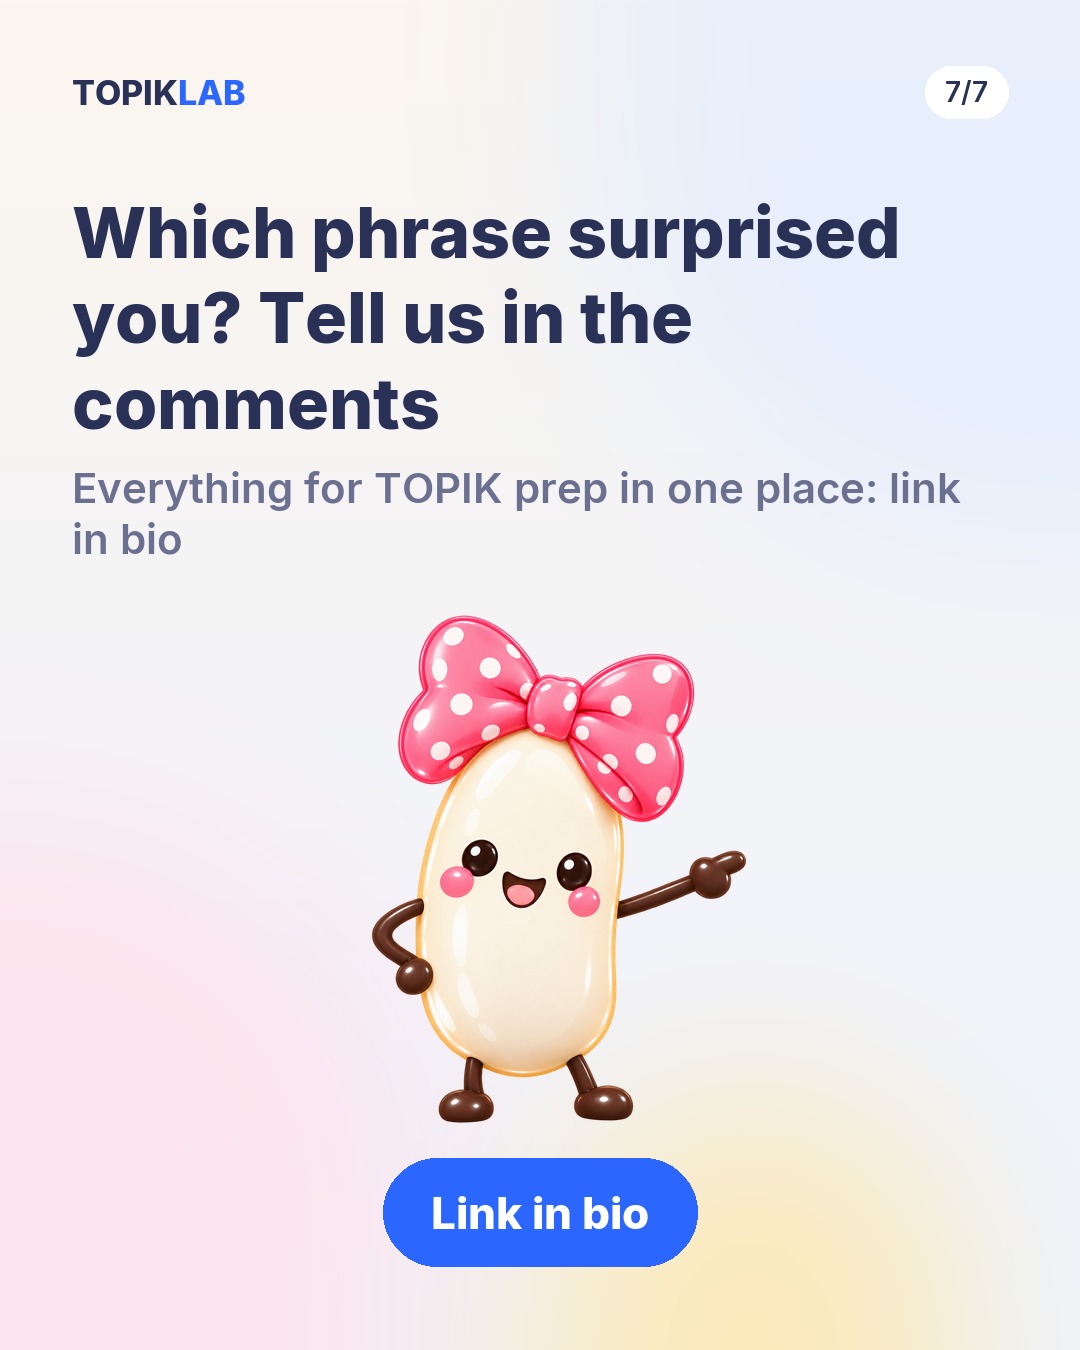 TOPIKLAB
7/7
Which phrase surprised
you? Tell us in the
comments
Everything for TOPIK prep in one place: link
in bio
Link in bio